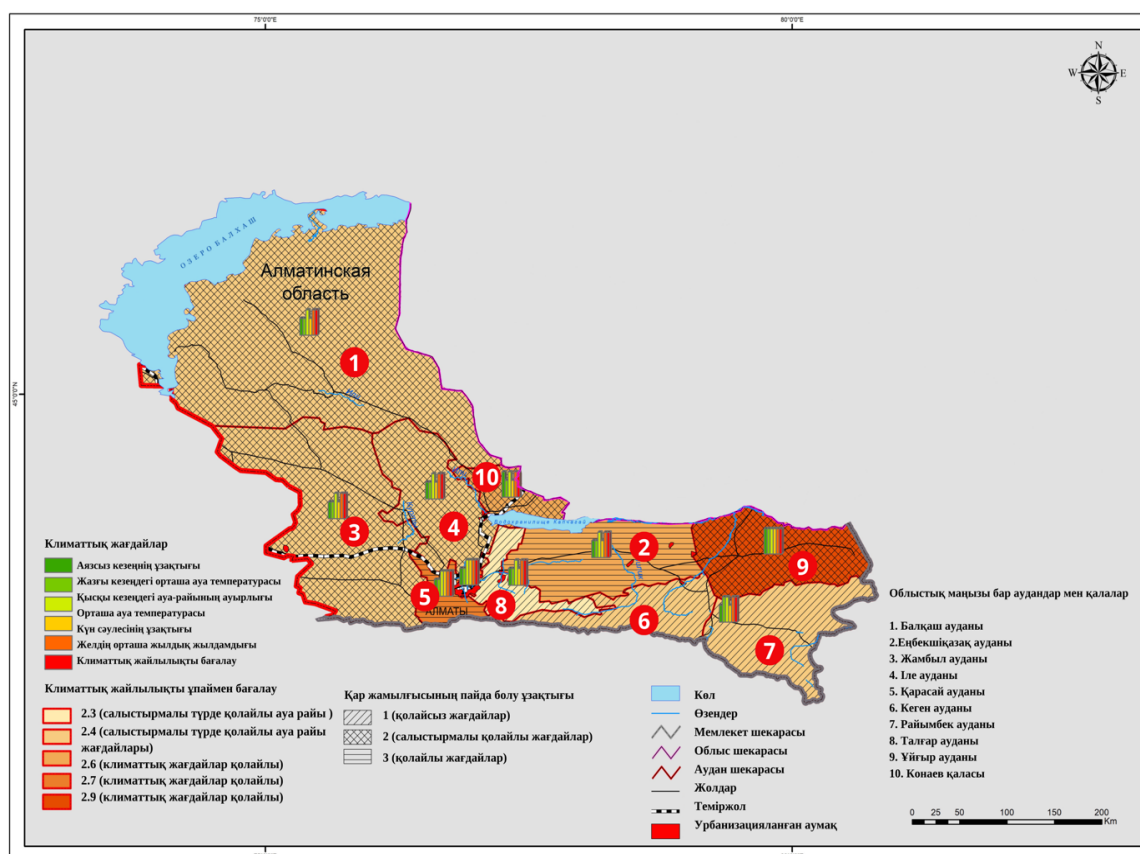 75°0'0"E
80°0'0"E
N
W
E
S
45°0'0"N
ОЗЕРО БАЛХАШ
Алматинская
область
1
10
3
4
2
9
5
8
АЛМАТЫ
6
7
Климаттық жағдайлар
Аязсыз кезеңнің ұзақтығы
Жазғы кезеңдегі орташа ауа температурасы
Қысқы кезеңдегі ауа-райының ауырлығы
Орташа ауа температурасы
Күн сәулесінің ұзақтығы
Желдің орташа жылдық жылдамдығы
Климаттық жайлылықты бағалау
Климаттық жайлылықты ұпаймен бағалау
2.3 (салыстырмалы түрде қолайлы ауа райы )
2.4 (салыстырмалы түрде қолайлы ауа райы
жағдайлары)
2.6 (климаттық жағдайлар қолайлы)
2.7 (климаттық жағдайлар қолайлы)
2.9 (климаттық жағдайлар қолайлы)
Қар жамылғысының пайда болу ұзақтығы
1 (қолайсыз жағдайлар)
2 (салыстырмалы қолайлы жағдайлар)
3 (қолайлы жағдайлар)
Көл
Өзендер
Мемлекет шекарасы
Облыс шекарасы
Аудан шекарасы
Жолдар
Теміржол
Урбанизацияланған аумақ
Облыстық маңызы бар аудандар мен қалалар
1. Балқаш ауданы
2.Еңбекшіқазақ ауданы
3. Жамбыл ауданы
4. Іле ауданы
5. Қарасай ауданы
6. Кеген ауданы
7. Райымбек ауданы
8. Талғар ауданы
9. Ұйғыр ауданы
10. Конаев қаласы
0 25 50 100 150 200
Km